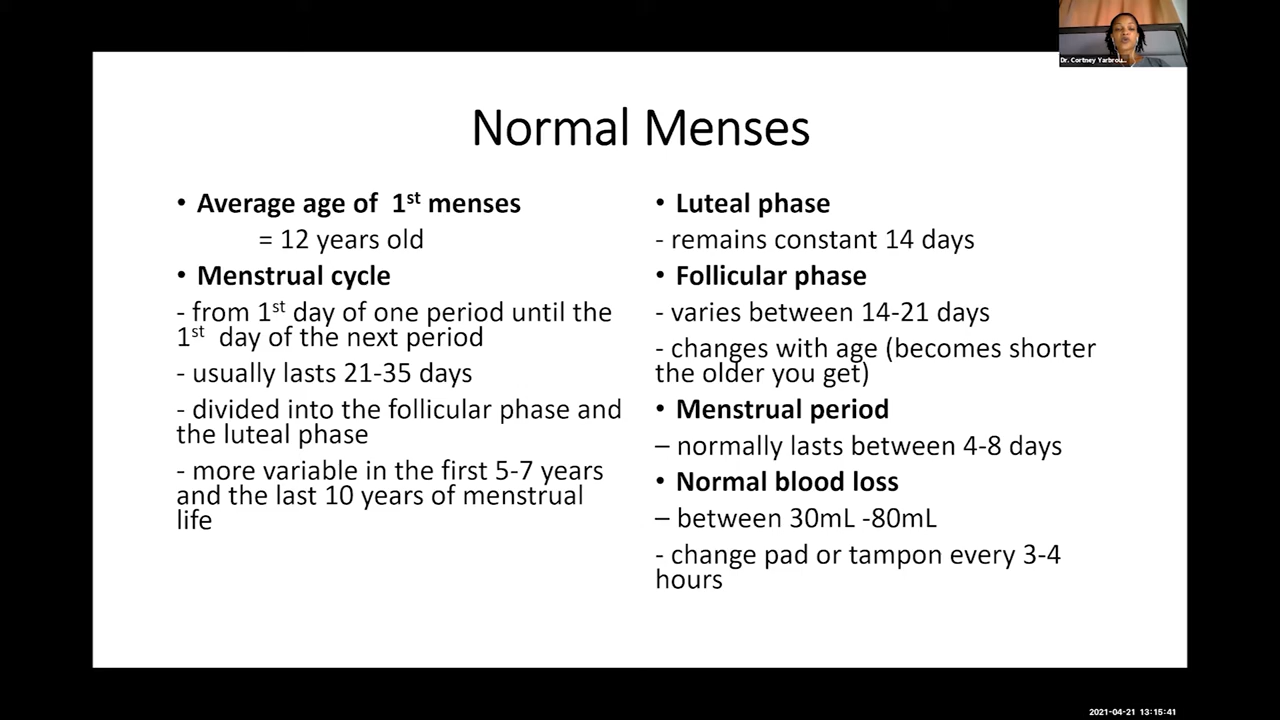 Dr. Cortney Yarbrou...
Normal Menses
• Average age of 1st menses
= 12 years old
• Menstrual cycle
- from 1st day of one period until the
1st day of the next period
- usually lasts 21-35 days
- divided into the follicular phase and
the luteal phase
- more variable in the first 5-7 years
and the last 10 years of menstrual
life
• Luteal phase
- remains constant 14 days
• Follicular phase
- varies between 14-21 days
- changes with age (becomes shorter
the older you get)
• Menstrual period
– normally lasts between 4-8 days
• Normal blood loss
– between 30mL -80mL
- change pad or tampon every 3-4
hours
2021-04-21 13:15:41